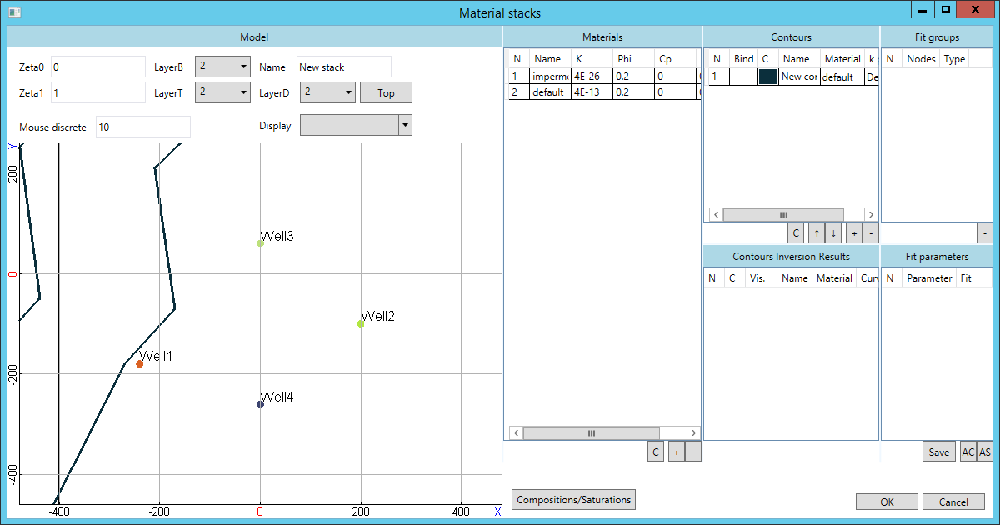 Material stacks
Model
Zeta0 0 LayerB 2 Name New stack
Zeta1 1 LayerT 2 LayerD 2 Top
Mouse discrete 10 Display
Y
200
0
-200
-400
Well3
Well2
Well1
Well4
-400 -200 0 200 400 X
Materials
N Name K Phi Cp
1 imperm 4E-26 0.2 0
2 default 4E-13 0.2 0
C + -
Compositions/Saturations
Contours
N Bind C Name Material k
1 New cor default De
C ↑ ↓ + -
Fit groups
N Nodes Type
-
Contours Inversion Results
N C Vis. Name Material Curv
Fit parameters
N Parameter Fit
Save AC AS
OK Cancel